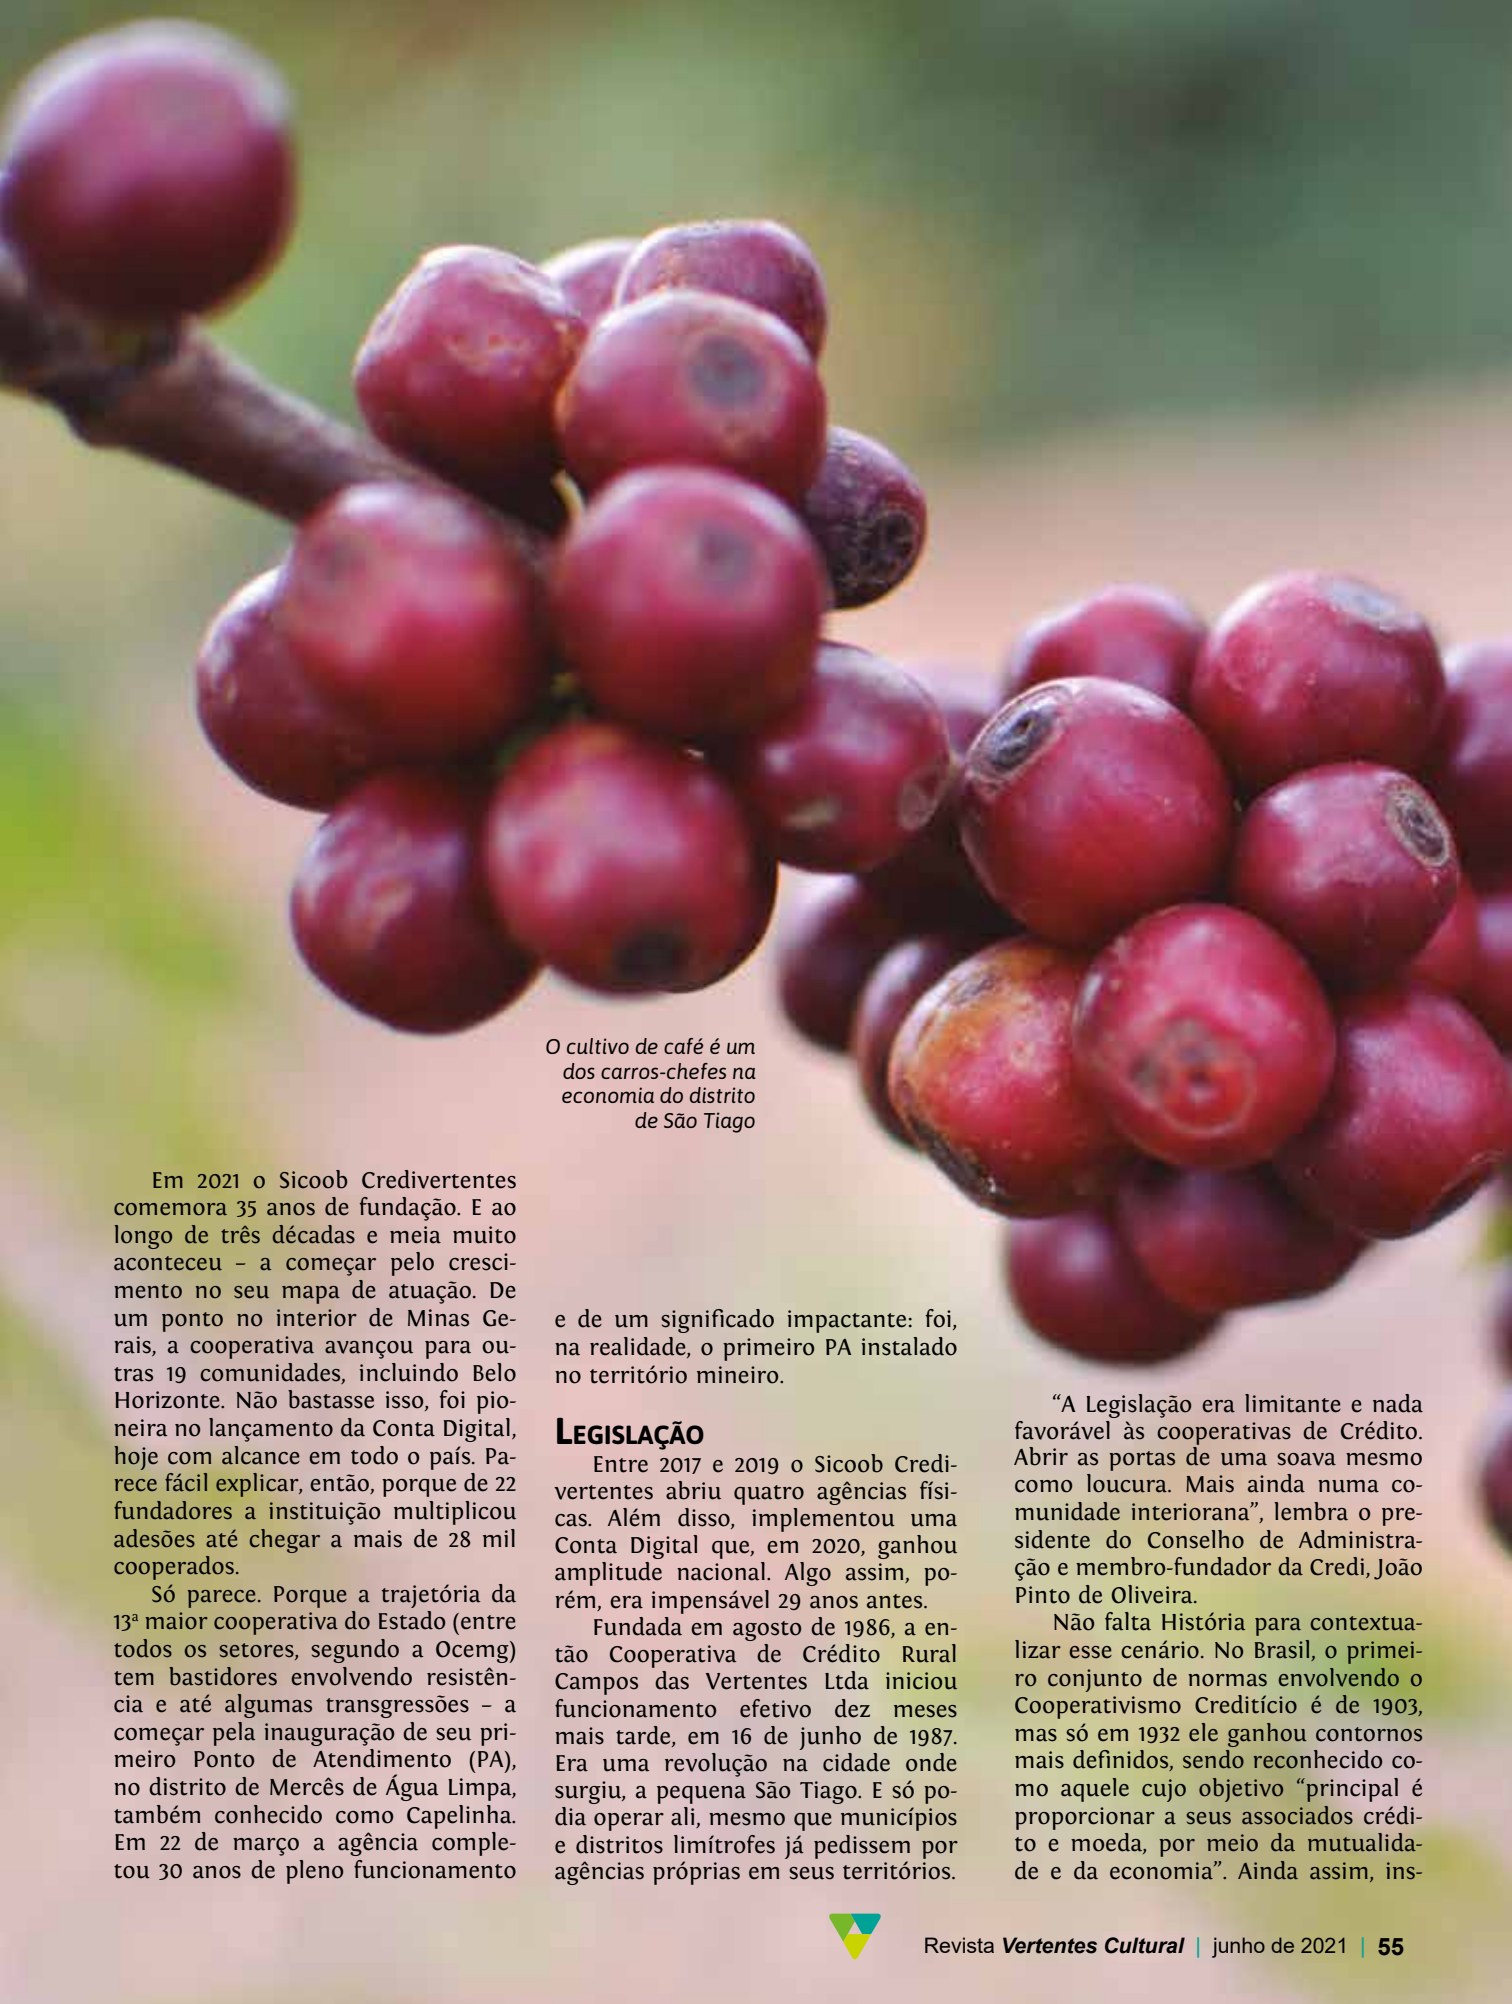 O cultivo de café é um
dos carros-chefes na
economia do distrito
de São Tiago
Em 2021 o Sicoob Credivertentes
comemora 35 anos de fundação. E ao
longo de três décadas e meia muito
aconteceu – a começar pelo cresci-
mento no seu mapa de atuação. De
um ponto no interior de Minas Ge-
rais, a cooperativa avançou para ou-
tras 19 comunidades, incluindo Belo
Horizonte. Não bastasse isso, foi pio-
neira no lançamento da Conta Digital,
hoje com alcance em todo o país. Pa-
rece fácil explicar, então, porque de 22
fundadores a instituição multiplicou
adesões até chegar a mais de 28 mil
cooperados.
Só parece. Porque a trajetória da
13ª maior cooperativa do Estado (entre
todos os setores, segundo a Ocemg)
tem bastidores envolvendo resistên-
cia e até algumas transgressões – a
começar pela inauguração de seu pri-
meiro Ponto de Atendimento (PA),
no distrito de Mercês de Água Limpa,
também conhecido como Capelinha.
Em 22 de março a agência comple-
tou 30 anos de pleno funcionamento
e de um significado impactante: foi,
na realidade, o primeiro PA instalado
no território mineiro.
LEGISLAÇÃO
Entre 2017 e 2019 o Sicoob Credi-
vertentes abriu quatro agências físi-
cas. Além disso, implementou uma
Conta Digital que, em 2020, ganhou
amplitude nacional. Algo assim, po-
rém, era impensável 29 anos antes.
Fundada em agosto de 1986, a en-
tão Cooperativa de Crédito Rural
Campos das Vertentes Ltda iniciou
funcionamento efetivo dez meses
mais tarde, em 16 de junho de 1987.
Era uma revolução na cidade onde
surgiu, a pequena São Tiago. E só po-
dia operar ali, mesmo que municípios
e distritos limítrofes já pedissem por
agências próprias em seus territórios.
“A Legislação era limitante e nada
favorável às cooperativas de Crédito.
Abrir as portas de uma soava mesmo
como loucura. Mais ainda numa co-
munidade interiorana”, lembra o pre-
sidente do Conselho de Administra-
ção e membro-fundador da Credi, João
Pinto de Oliveira.
Não falta História para contextua-
lizar esse cenário. No Brasil, o primei-
ro conjunto de normas envolvendo o
Cooperativismo Creditício é de 1903,
mas só em 1932 ele ganhou contornos
mais definidos, sendo reconhecido co-
mo aquele cujo objetivo “principal é
proporcionar a seus associados crédi-
to e moeda, por meio da mutualida-
de e da economia”. Ainda assim, ins-
Revista Vertentes Cultural | junho de 2021 | 55